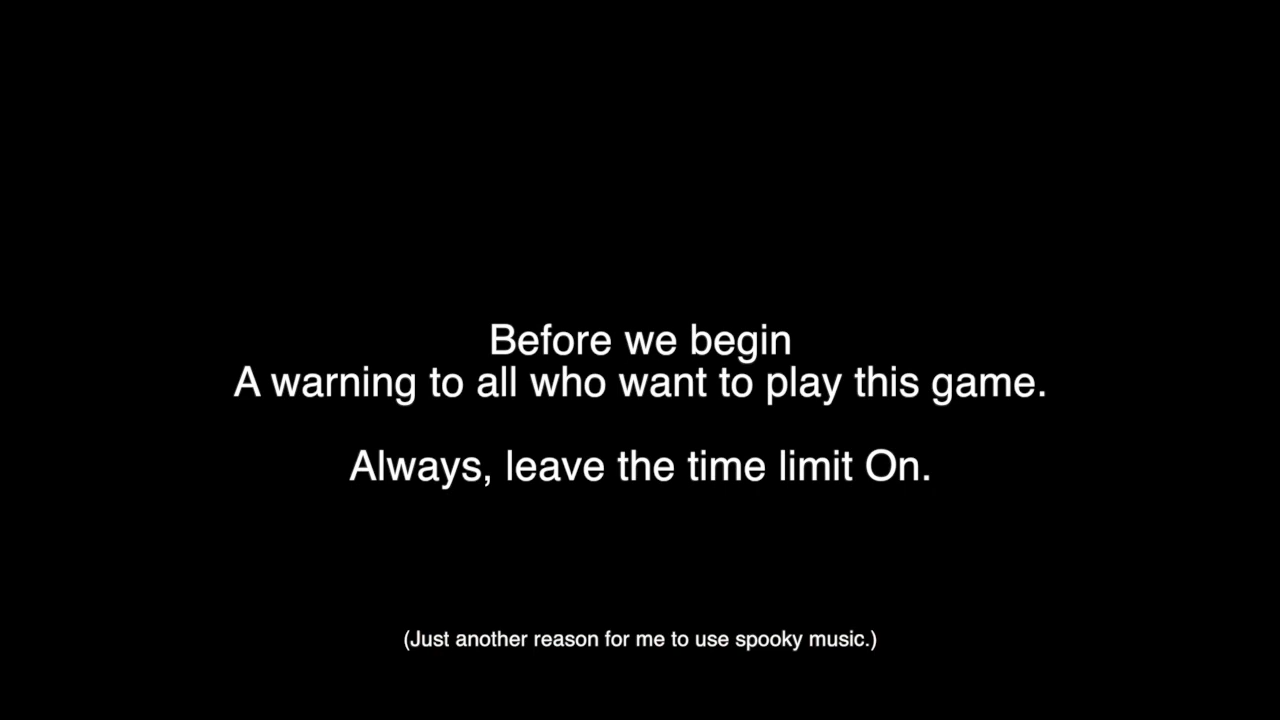 Before we begin
A warning to all who want to play this game.
Always, leave the time limit On.
(Just another reason for me to use spooky music.)